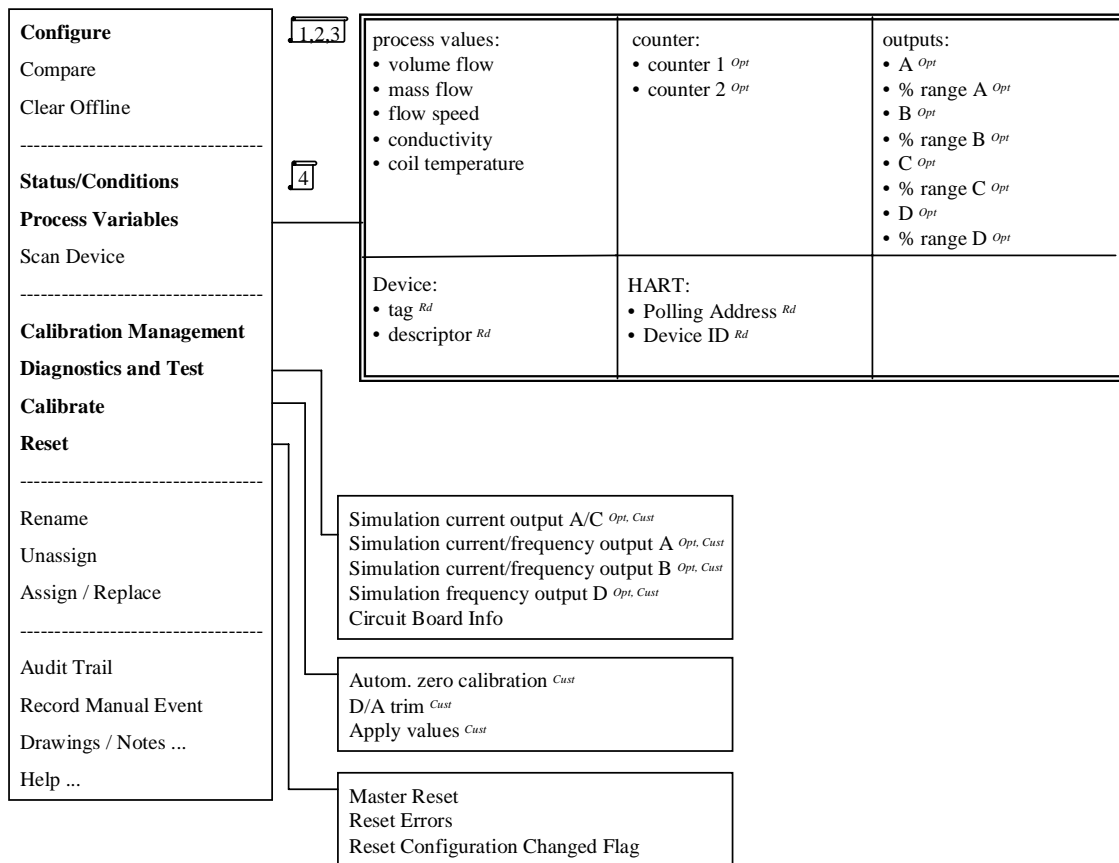 Configure
Compare
Clear Offline
-----------------------------------
Status/Conditions
Process Variables
Scan Device
-----------------------------------
Calibration Management
Diagnostics and Test
Calibrate
Reset
-----------------------------------
Rename
Unassign
Assign / Replace
-----------------------------------
Audit Trail
Record Manual Event
Drawings / Notes ...
Help ...
1,2,3
4
process values:
• volume flow
• mass flow
• flow speed
• conductivity
• coil temperature
counter:
• counter 1 Opt
• counter 2 Opt
outputs:
• A Opt
• % range A Opt
• B Opt
• % range B Opt
• C Opt
• % range C Opt
• D Opt
• % range D Opt
Device:
• tag Rd
• descriptor Rd
HART:
• Polling Address Rd
• Device ID Rd
Simulation current output A/C Opt, Cust
Simulation current/frequency output A Opt, Cust
Simulation current/frequency output B Opt, Cust
Simulation frequency output D Opt, Cust
Circuit Board Info
Autom. zero calibration Cust
D/A trim Cust
Apply values Cust
Master Reset
Reset Errors
Reset Configuration Changed Flag